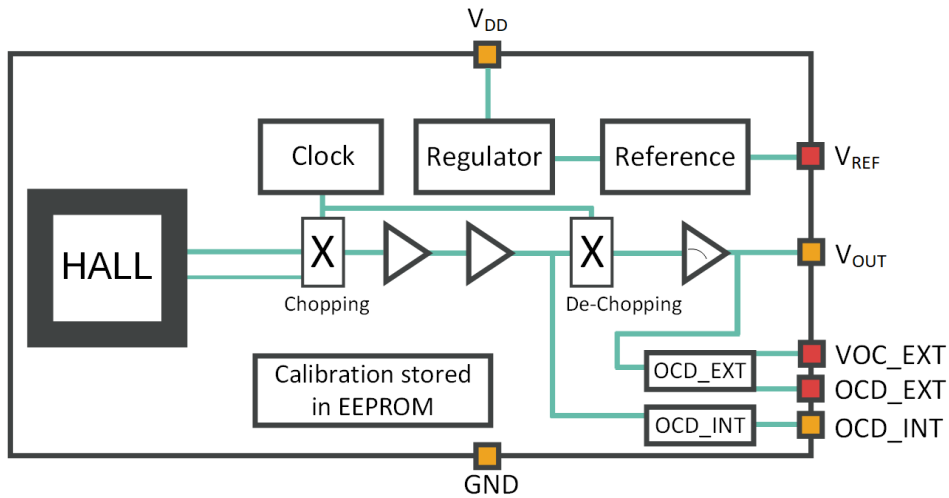 VDD
Clock
Regulator
Reference
VREF
HALL
X
X
VOUT
Chopping
De-Chopping
VOC_EXT
OCD_EXT
OCD_EXT
Calibration stored
in EEPROM
OCD_INT
OCD_INT
GND